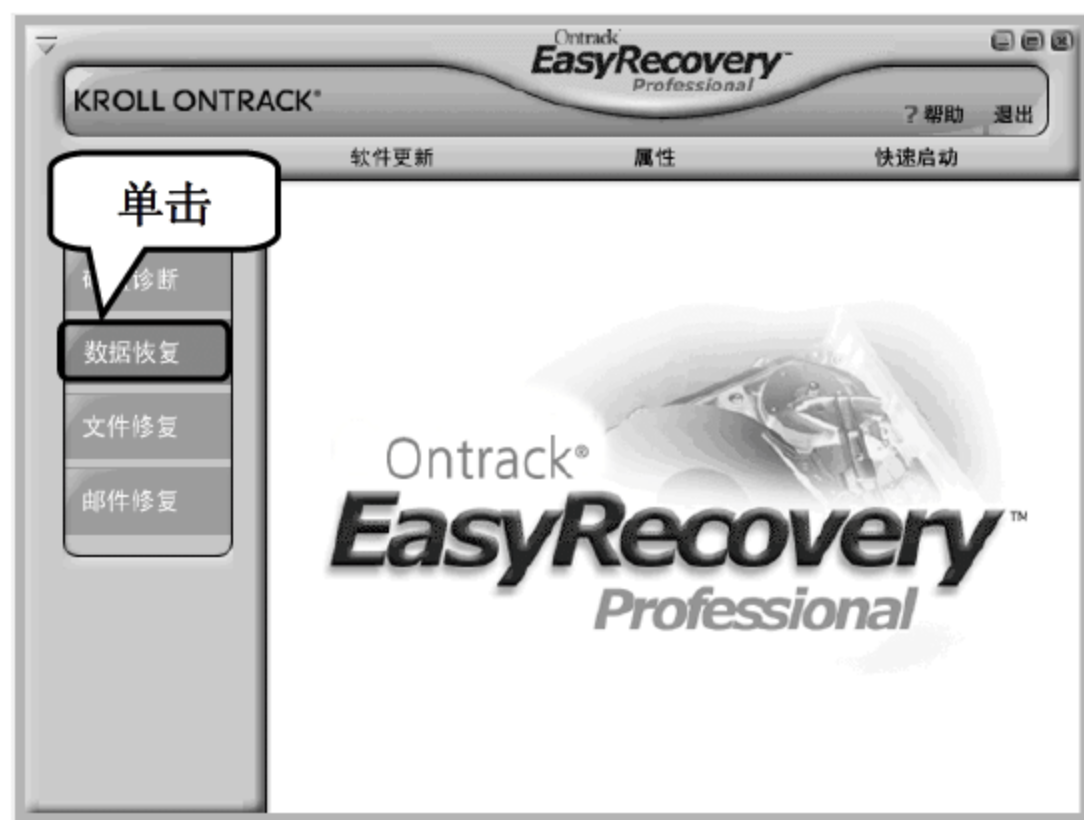 Ontrack
EasyRecovery™
Professional
KROLL ONTRACK®
? 帮助 退出
软件更新 属性 快速启动
单击
诊断
数据恢复
文件修复
邮件修复
Ontrack®
EasyRecovery™
Professional